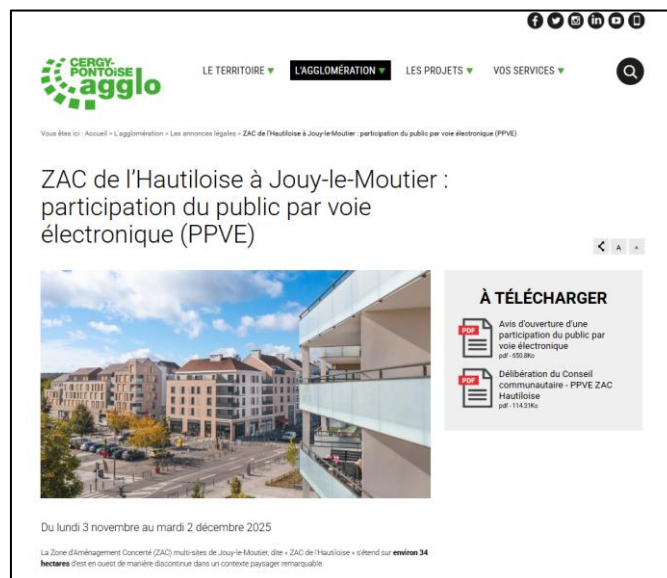 CERGY-
PONTOISE
agglo
LE TERRITOIRE ▼ L'AGGLOMÉRATION ▼ LES PROJETS ▼ VOS SERVICES ▼
Vous êtes ici : Accueil » L'agglomération » Les annonces légales » ZAC de l'Hautiloise à Jouy-le-Moutier : participation du public par voie électronique (PPVE)
ZAC de l'Hautiloise à Jouy-le-Moutier :
participation du public par voie
électronique (PPVE)
A A
À TÉLÉCHARGER
PDF
Avis d'ouverture d'une
participation du public par
voie électronique
pdf - 650.8Ko
PDF
Délibération du Conseil
communautaire - PPVE ZAC
Hautiloise
pdf - 114.31Ko
Du lundi 3 novembre au mardi 2 décembre 2025
La Zone d'Aménagement Concerté (ZAC) multi-sites de Jouy-le-Moutier, dite « ZAC de l'Hautiloise » s'étend sur environ 34
hectares d'est en ouest de manière discontinue dans un contexte paysager remarquable.